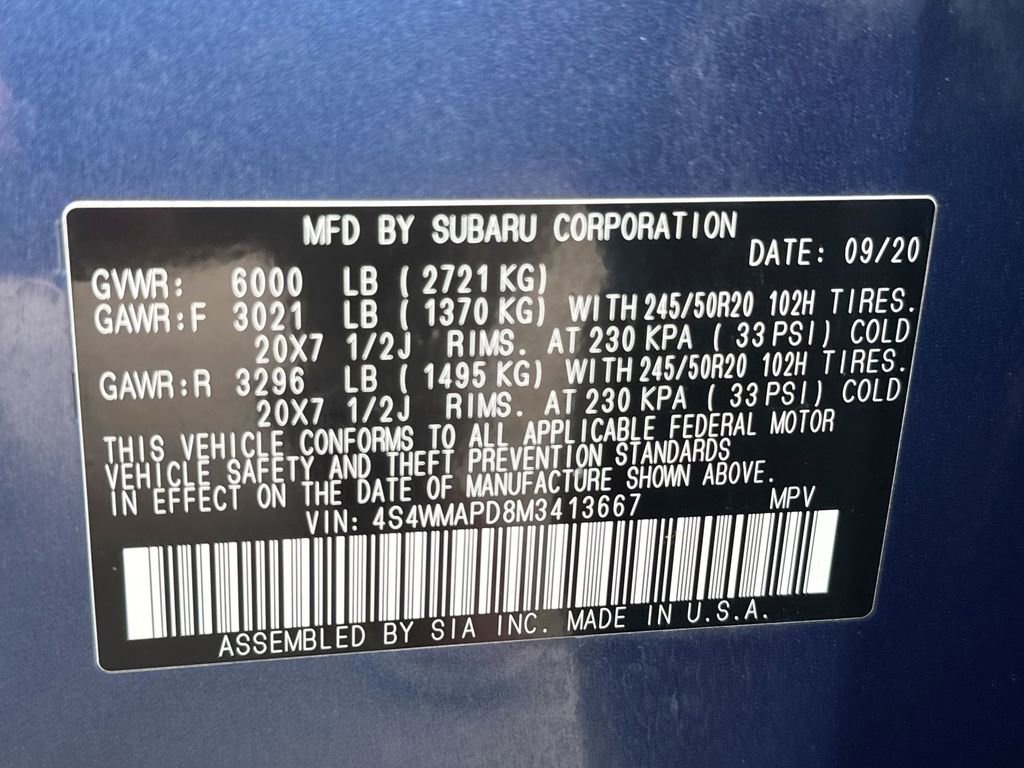 MFD BY SUBARU CORPORATION
DATE: 09/20
GVWR: 6000 LB ( 2721 KG)
GAWR:F 3021 LB ( 1370 KG) WITH 245/50R20 102H TIRES.
20X7 1/2J RIMS. AT 230 KPA ( 33 PSI) COLD
GAWR:R 3296 LB ( 1495 KG) WITH 245/50R20 102H TIRES.
20X7 1/2J RIMS. AT 230 KPA ( 33 PSI) COLD
THIS VEHICLE CONFORMS TO ALL APPLICABLE FEDERAL MOTOR
VEHICLE SAFETY AND THEFT PREVENTION STANDARDS
IN EFFECT ON THE DATE OF MANUFACTURE SHOWN ABOVE.
VIN: 4S4WMAPD8M3413667 MPV
ASSEMBLED BY SIA INC. MADE IN U.S.A.